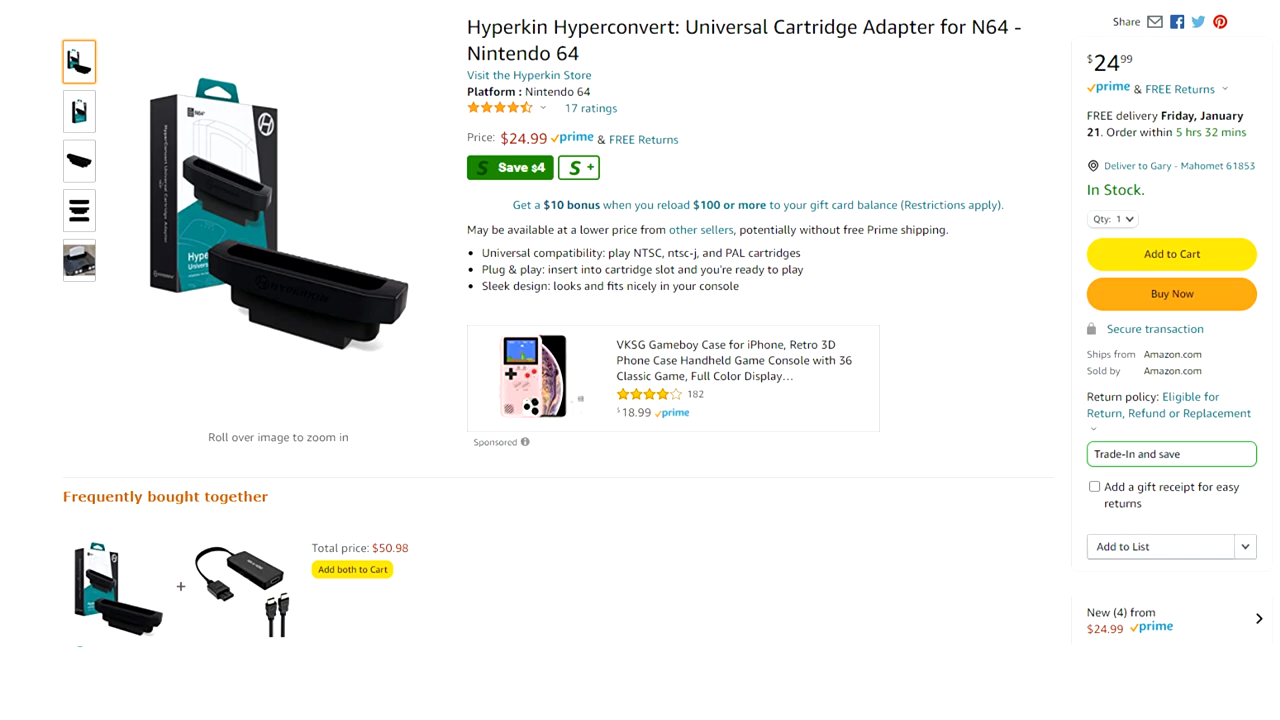 Hyperkin Hyperconvert: Universal Cartridge Adapter for N64 -
Nintendo 64
Visit the Hyperkin Store
Platform : Nintendo 64
17 ratings
Price: $24.99 prime & FREE Returns
S Save $4 S +
Get a $10 bonus when you reload $100 or more to your gift card balance (Restrictions apply).
May be available at a lower price from other sellers, potentially without free Prime shipping.
Universal compatibility: play NTSC, ntsc-j, and PAL cartridges
Plug & play: insert into cartridge slot and you're ready to play
Sleek design: looks and fits nicely in your console
VKSG Gameboy Case for iPhone, Retro 3D
Phone Case Handheld Game Console with 36
Classic Game, Full Color Display...
182
$18.99 prime
Sponsored
N64
HyperConvert Universal Cartridge Adapter
Hype
Univers
HYPERKIN
Roll over image to zoom in
Frequently bought together
Total price: $50.98
Add both to Cart
+
Share
$24 99
prime & FREE Returns
FREE delivery Friday, January
21. Order within 5 hrs 32 mins
Deliver to Gary - Mahomet 61853
In Stock.
Qty: 1
Add to Cart
Buy Now
Secure transaction
Ships from Amazon.com
Sold by Amazon.com
Return policy: Eligible for
Return, Refund or Replacement
Trade-In and save
Add a gift receipt for easy
returns
Add to List
New (4) from
$24.99 prime